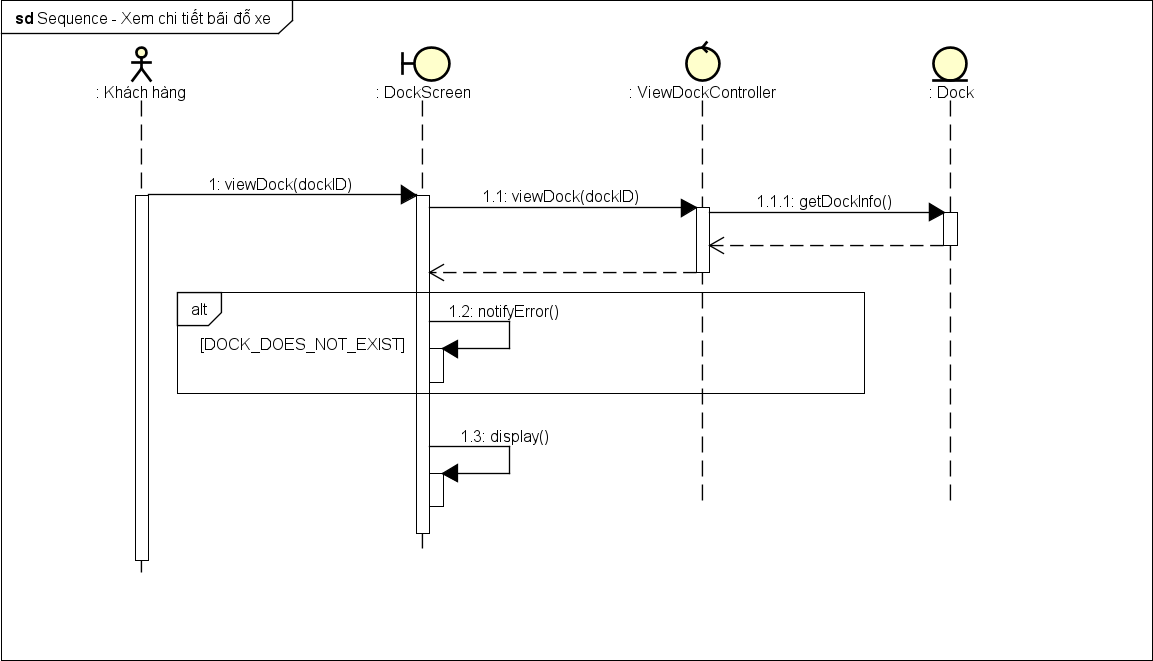 sd Sequence - Xem chi tiết bãi đỗ xe
: Khách hàng
: DockScreen
: ViewDockController
: Dock
1: viewDock(dockID)
1.1: viewDock(dockID)
1.1.1: getDockInfo()
alt
1.2: notifyError()
[DOCK_DOES_NOT_EXIST]
1.3: display()